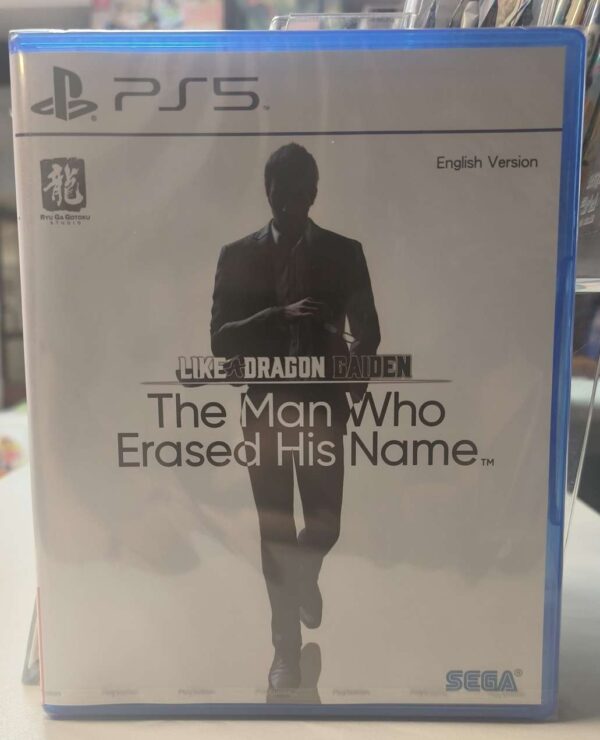 PS5
English Version
龍
RYU GA GOTOKU
STUDIO
LIKE A DRAGON GAIDEN
The Man Who
Erased His Name™
SEGA®